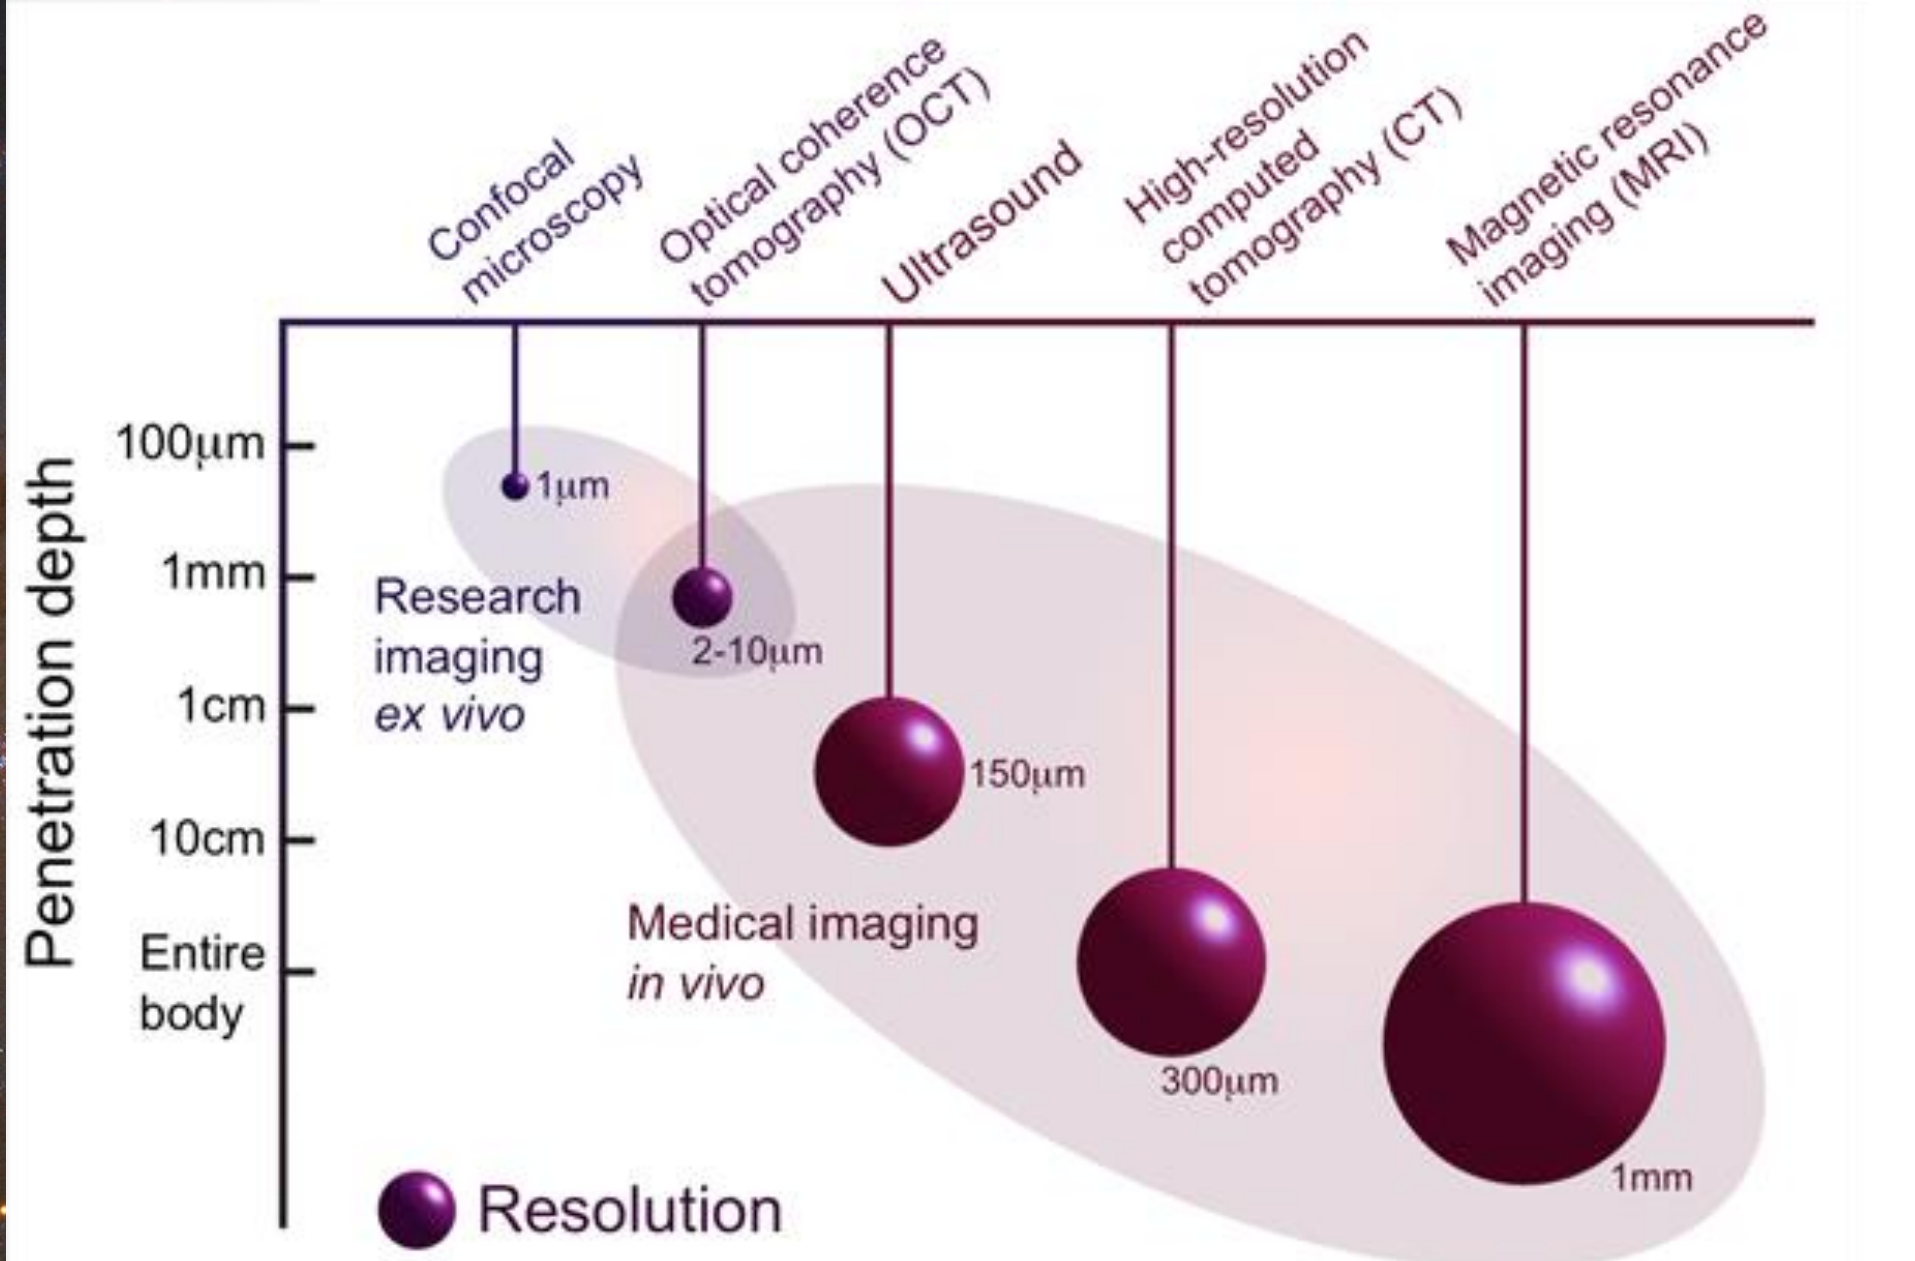 Confocal
microscopy
Optical coherence
tomography (OCT)
Ultrasound
High-resolution
computed
tomography (CT)
Magnetic resonance
imaging (MRI)
Penetration depth
100μm
1mm
1cm
10cm
Entire
body
1μm
2-10μm
150μm
300μm
1mm
Research
imaging
ex vivo
Medical imaging
in vivo
Resolution